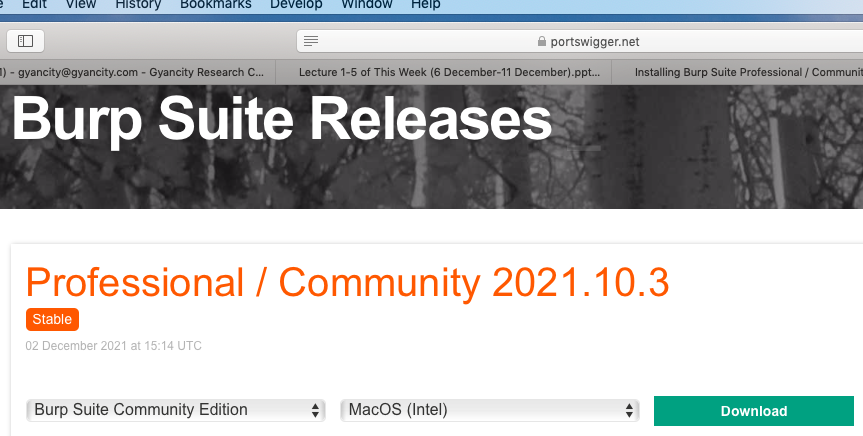 Edit View History Bookmarks Develop Window Help
portswigger.net
1) - gyancity@gyancity.com - Gyancity Research C... Lecture 1-5 of This Week (6 December-11 December).ppt... Installing Burp Suite Professional / Communit
Burp Suite Releases
Professional / Community 2021.10.3
Stable
02 December 2021 at 15:14 UTC
Burp Suite Community Edition MacOS (Intel) Download